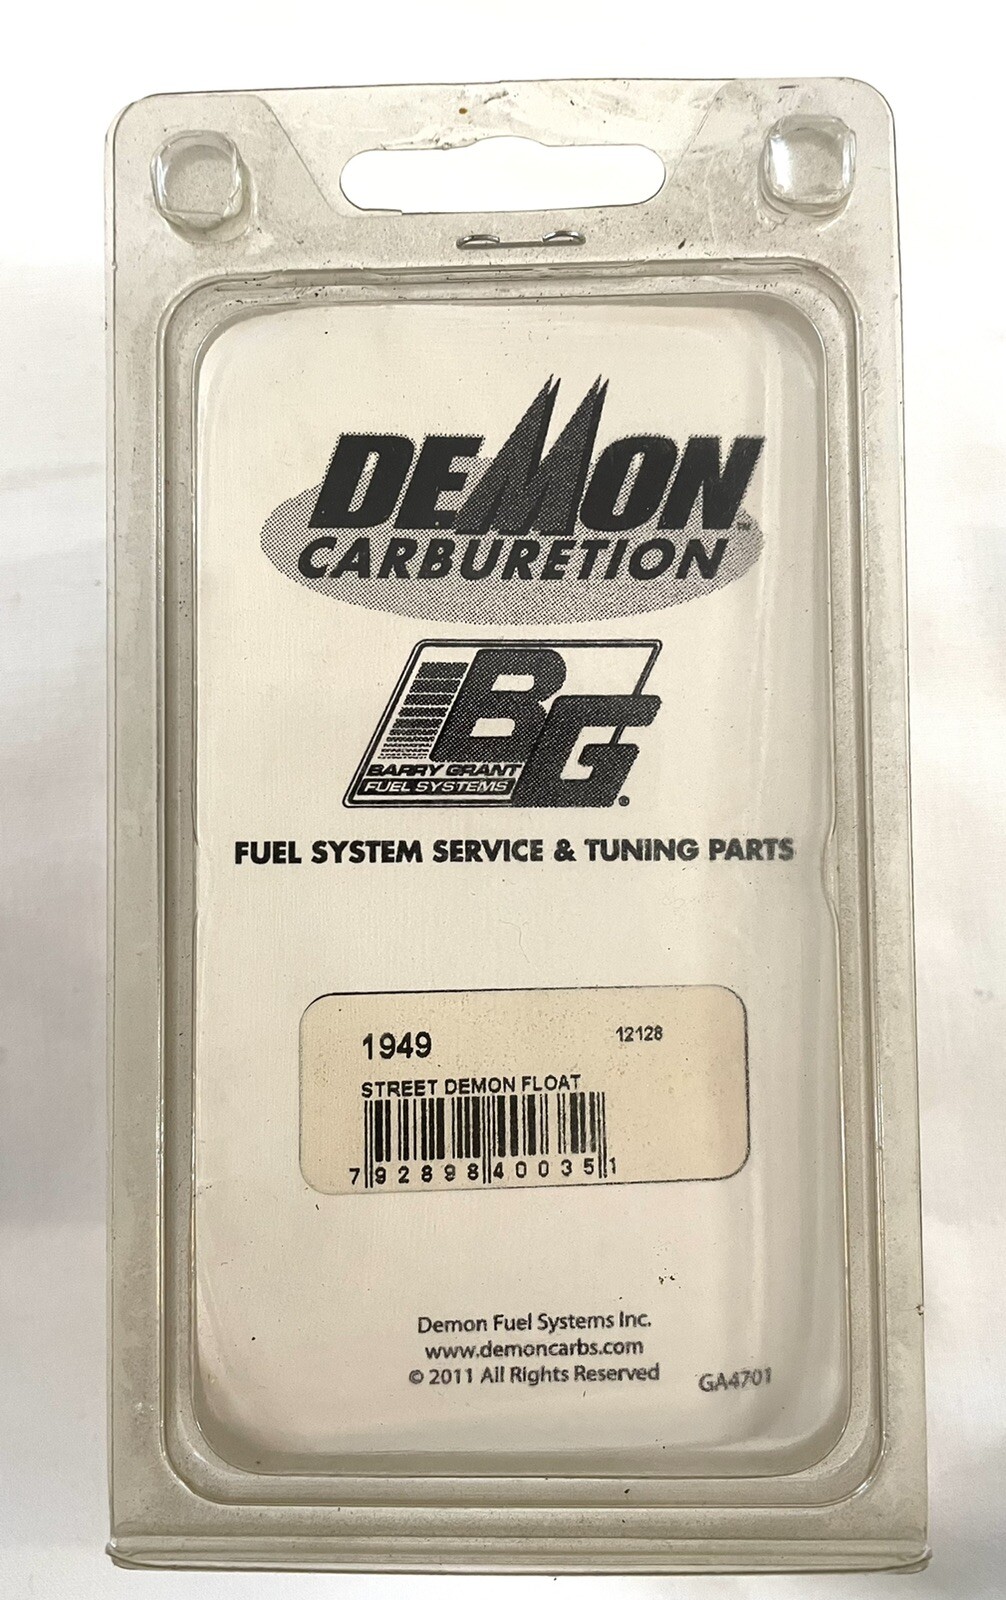 DEMON™
CARBURETION
BG
BARRY GRANT
FUEL SYSTEMS
®
FUEL SYSTEM SERVICE & TUNING PARTS
1949 12128
STREET DEMON FLOAT
7 92898 40035 1
Demon Fuel Systems Inc.
www.demoncarbs.com
© 2011 All Rights Reserved GA4701